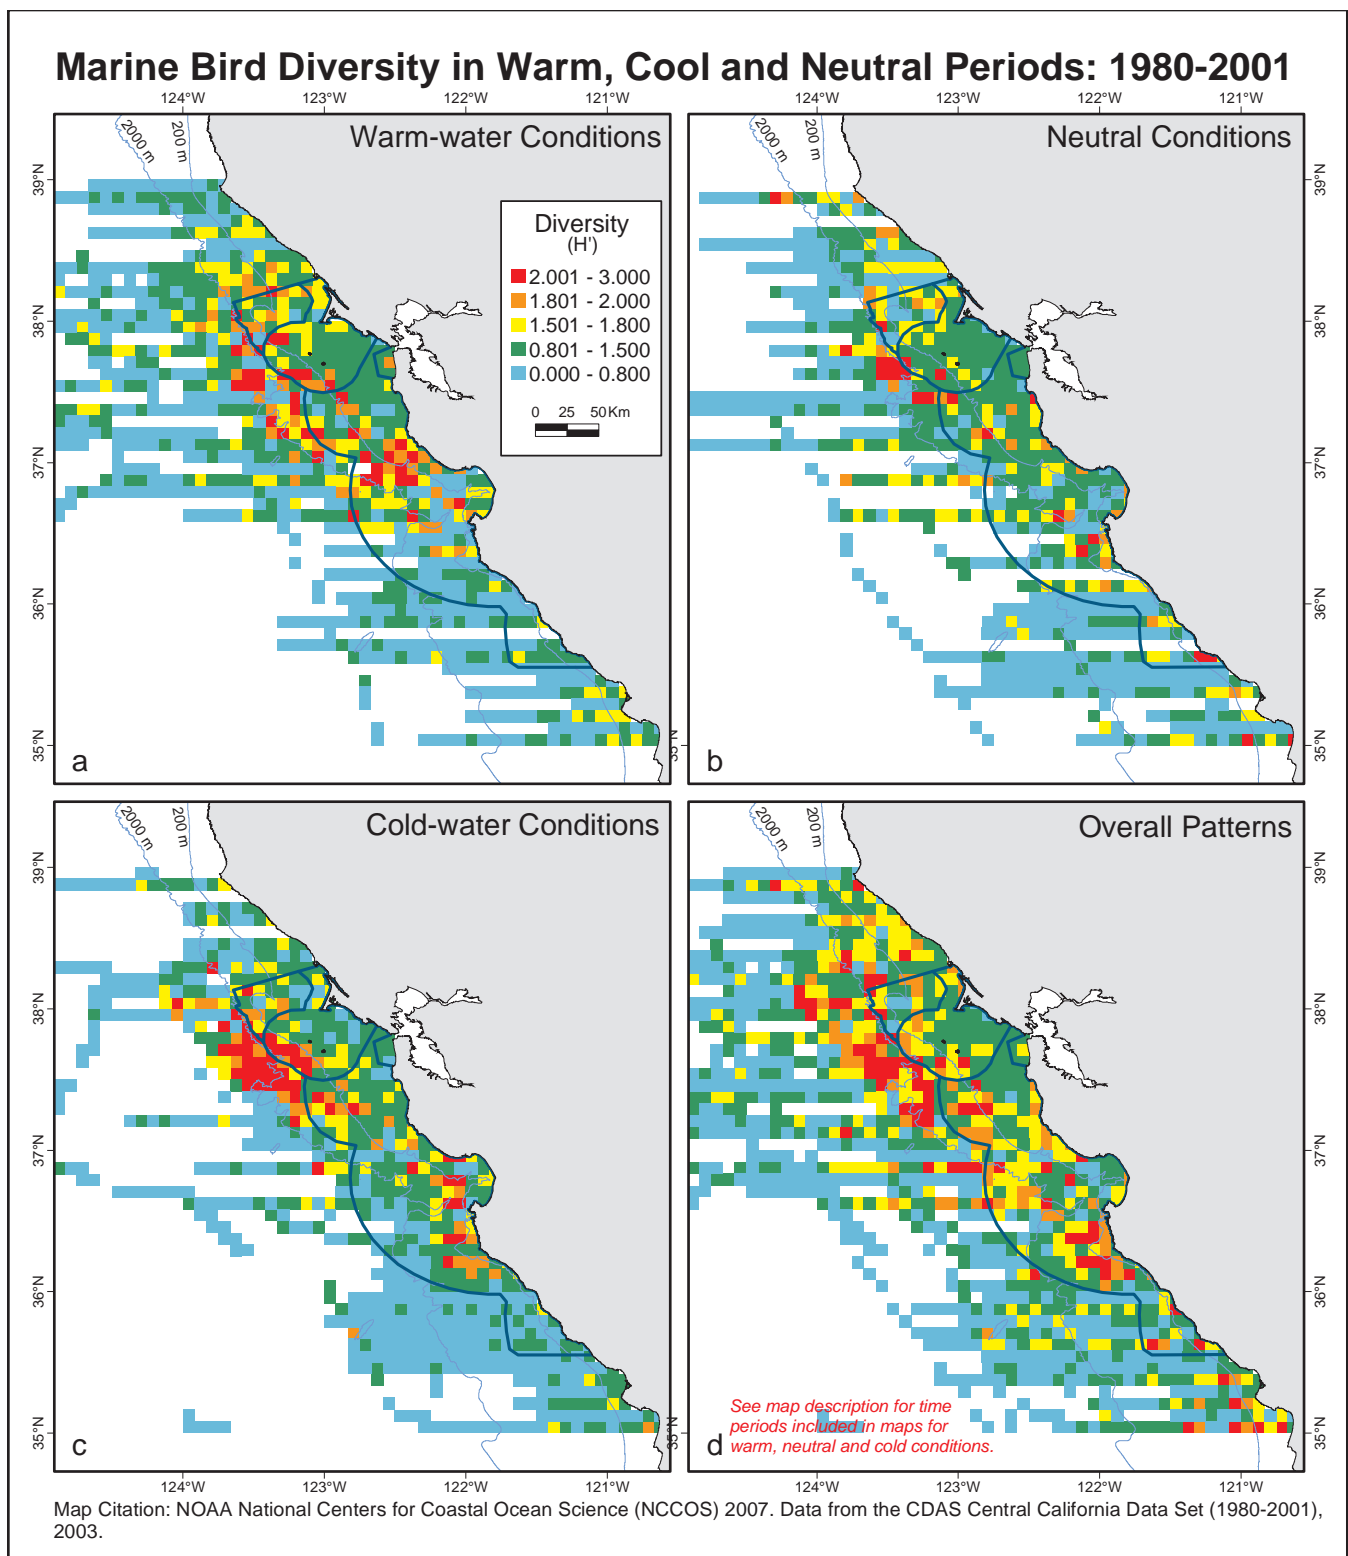 Marine Bird Diversity in Warm, Cool and Neutral Periods: 1980-2001
124°W 123°W 122°W 121°W
124°W 123°W 122°W 121°W
2000 m
200 m
Warm-water Conditions
39°N
38°N
37°N
36°N
35°N
Diversity
(H')
2.001 - 3.000
1.801 - 2.000
1.501 - 1.800
0.801 - 1.500
0.000 - 0.800
0 25 50 Km
a
2000 m
200 m
Neutral Conditions
39°N
38°N
37°N
36°N
35°N
35°N
b
2000 m
200 m
Cold-water Conditions
39°N
38°N
37°N
36°N
35°N
c
2000 m
200 m
Overall Patterns
39°N
38°N
37°N
36°N
35°N
35°N
See map description for time
periods included in maps for
warm, neutral and cold conditions.
d
124°W 123°W 122°W 121°W
124°W 123°W 122°W 121°W
Map Citation: NOAA National Centers for Coastal Ocean Science (NCCOS) 2007. Data from the CDAS Central California Data Set (1980-2001),
2003.